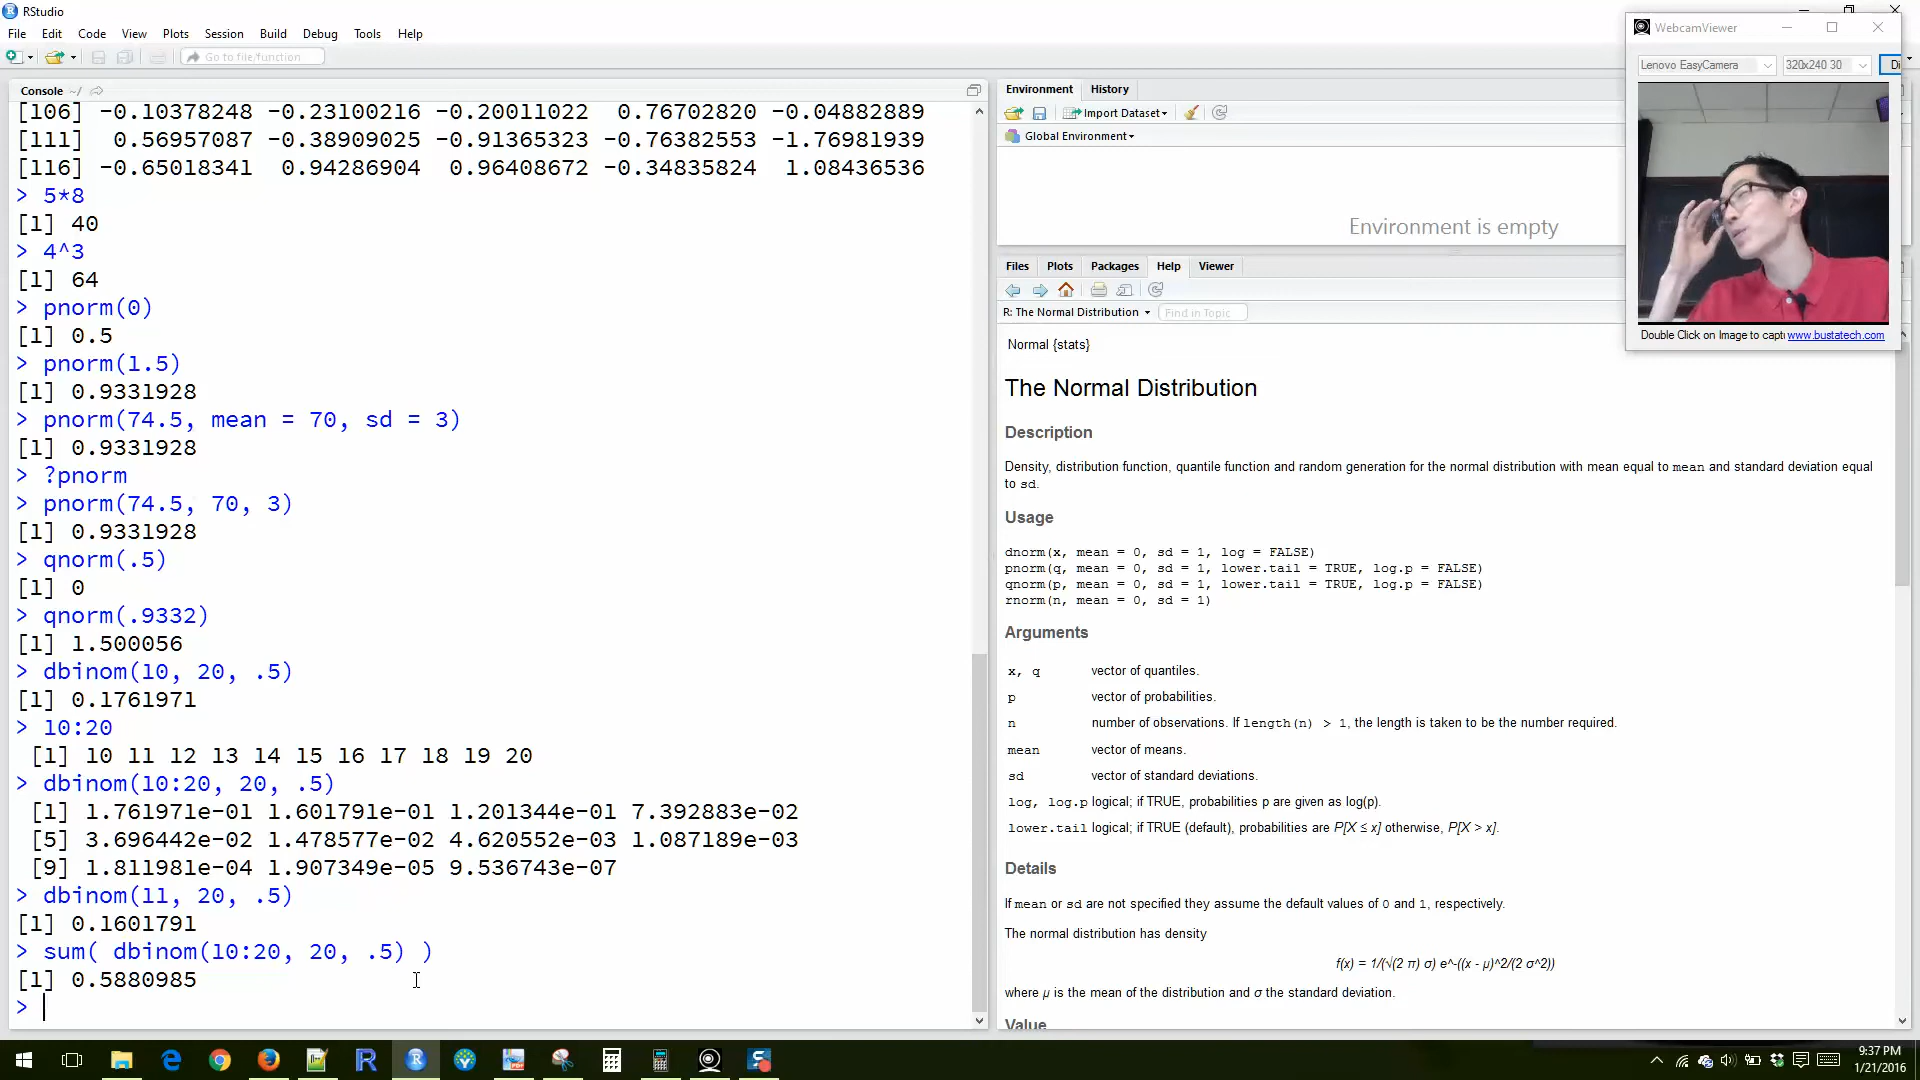 RStudio
File Edit Code View Plots Session Build Debug Tools Help
Go to file/function
Console ~/
[106] -0.10378248 -0.23100216 -0.20011022 0.76702820 -0.04882889
[111] 0.56957087 -0.38909025 -0.91365323 -0.76382553 -1.76981939
[116] -0.65018341 0.94286904 0.96408672 -0.34835824 1.08436536
> 5*8
[1] 40
> 4^3
[1] 64
> pnorm(0)
[1] 0.5
> pnorm(1.5)
[1] 0.9331928
> pnorm(74.5, mean = 70, sd = 3)
[1] 0.9331928
> ?pnorm
> pnorm(74.5, 70, 3)
[1] 0.9331928
> qnorm(.5)
[1] 0
> qnorm(.9332)
[1] 1.500056
> dbinom(10, 20, .5)
[1] 0.1761971
> 10:20
[1] 10 11 12 13 14 15 16 17 18 19 20
> dbinom(10:20, 20, .5)
[1] 1.761971e-01 1.601791e-01 1.201344e-01 7.392883e-02
[5] 3.696442e-02 1.478577e-02 4.620552e-03 1.087189e-03
[9] 1.811981e-04 1.907349e-05 9.536743e-07
> dbinom(11, 20, .5)
[1] 0.1601791
> sum( dbinom(10:20, 20, .5) )
[1] 0.5880985
>
Environment History
Import Dataset
Global Environment
Environment is empty
Files Plots Packages Help Viewer
R: The Normal Distribution Find in Topic
Normal {stats}
The Normal Distribution
Description
Density, distribution function, quantile function and random generation for the normal distribution with mean equal to mean and standard deviation equal
to sd.
Usage
dnorm(x, mean = 0, sd = 1, log = FALSE)
pnorm(q, mean = 0, sd = 1, lower.tail = TRUE, log.p = FALSE)
qnorm(p, mean = 0, sd = 1, lower.tail = TRUE, log.p = FALSE)
rnorm(n, mean = 0, sd = 1)
Arguments
x, q vector of quantiles.
p vector of probabilities.
n number of observations. If length(n) > 1, the length is taken to be the number required.
mean vector of means.
sd vector of standard deviations.
log, log.p logical; if TRUE, probabilities p are given as log(p).
lower.tail logical; if TRUE (default), probabilities are P[X ≤ x] otherwise, P[X > x].
Details
If mean or sd are not specified they assume the default values of 0 and 1, respectively.
The normal distribution has density
f(x) = 1/(√(2 π) σ) e^-((x - μ)^2/(2 σ^2))
where μ is the mean of the distribution and σ the standard deviation.
Value
WebcamViewer
Lenovo EasyCamera 320x240 30 Di
Double Click on Image to captu www.bustatech.com
9:37 PM
1/21/2016